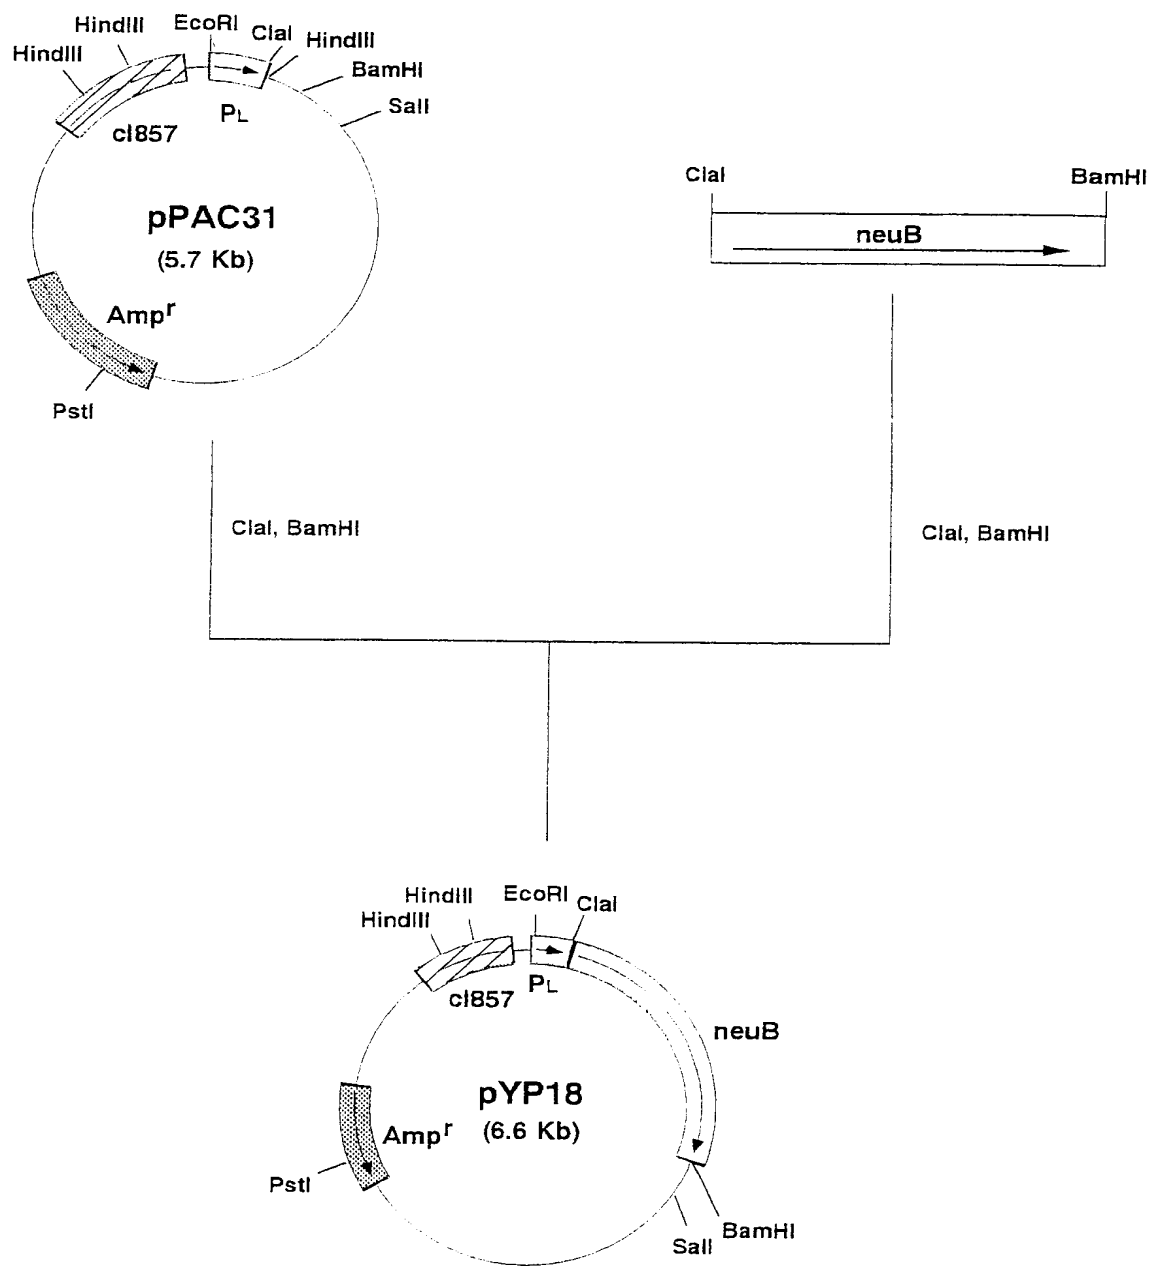 HindIII
HindIII
EcoRI
ClaI
HindIII
BamHI
SalI
PL
cI857
pPAC31
(5.7 Kb)
Ampr
PstI
ClaI
BamHI
neuB
ClaI, BamHI
ClaI, BamHI
HindIII
HindIII
EcoRI
ClaI
PL
cI857
neuB
pYP18
(6.6 Kb)
Ampr
PstI
BamHI
SalI